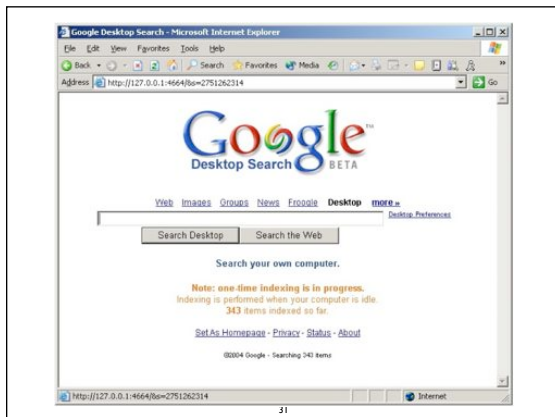 Google Desktop Search - Microsoft Internet Explorer
File Edit View Favorites Tools Help
Back Search Favorites Media
Address http://127.0.0.1:4664/&s=2751262314 Go
Google™
Desktop Search BETA
Web Images Groups News Froogle Desktop more »
Desktop Preferences
Search Desktop Search the Web
Search your own computer.
Note: one-time indexing is in progress.
Indexing is performed when your computer is idle.
343 items indexed so far.
Set As Homepage - Privacy - Status - About
©2004 Google - Searching 343 items
http://127.0.0.1:4664/&s=2751262314 Internet
31